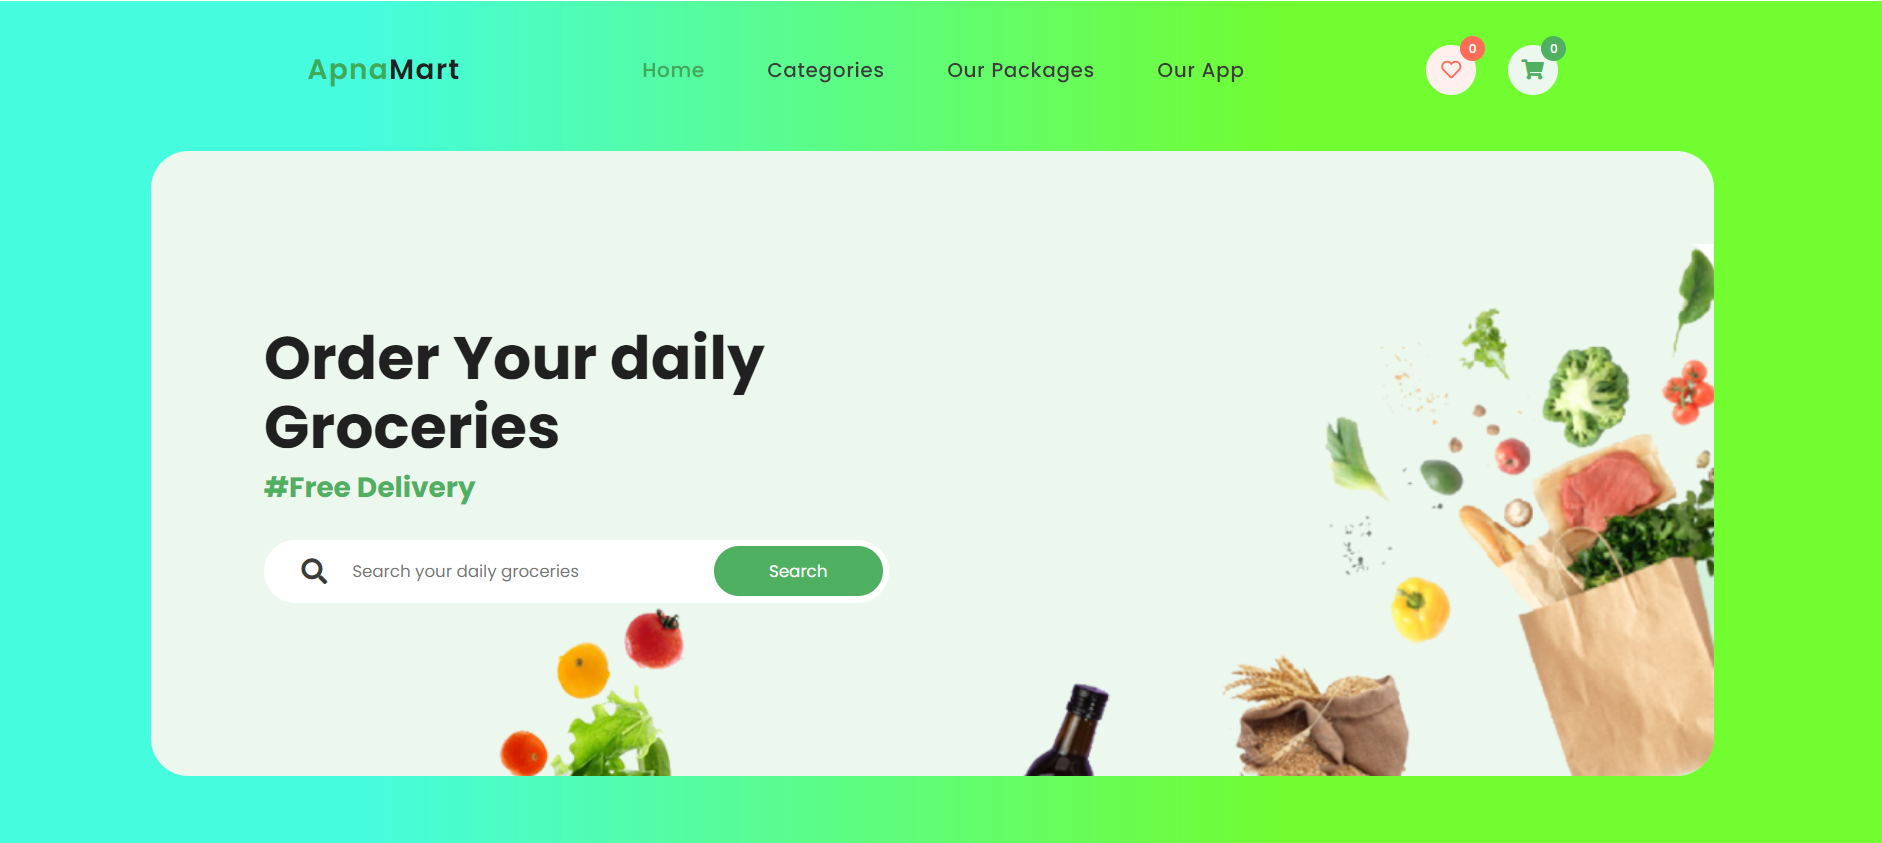 ApnaMart
Home
Categories
Our Packages
Our App
0
0
Order Your daily
Groceries
#Free Delivery
Search your daily groceries
Search